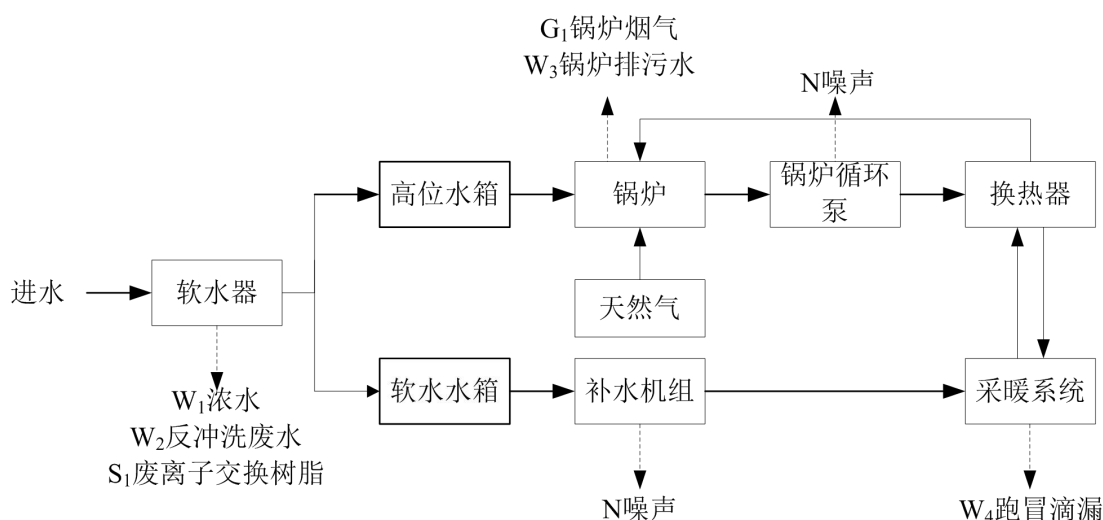 G₁锅炉烟气
W₃锅炉排污水
N噪声
高位水箱
锅炉
锅炉循环
泵
换热器
进水
软水器
天然气
W₁浓水
W₂反冲洗废水
S₁废离子交换树脂
软水水箱
补水机组
采暖系统
N噪声
W₄跑冒滴漏